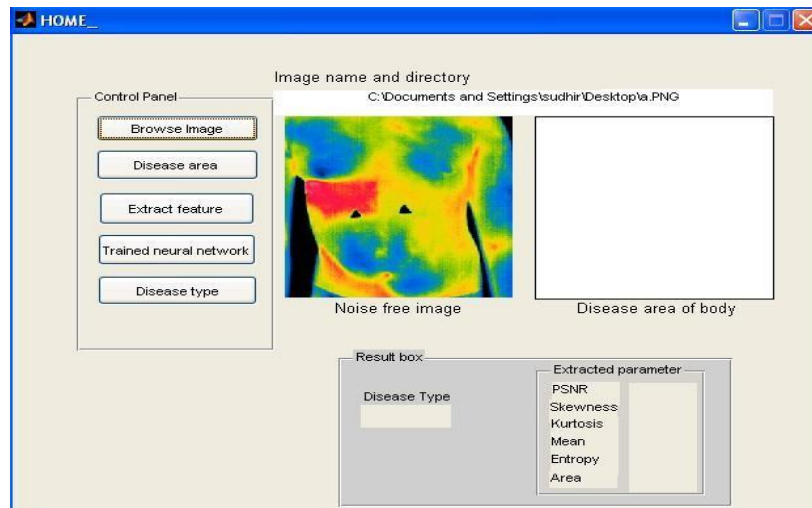 HOME_
Image name and directory
C:\Documents and Settings\sudhir\Desktop\a.PNG
Control Panel
Browse Image
Disease area
Extract feature
Trained neural network
Disease type
Noise free image
Disease area of body
Result box
Disease Type
Extracted parameter
PSNR
Skewness
Kurtosis
Mean
Entropy
Area